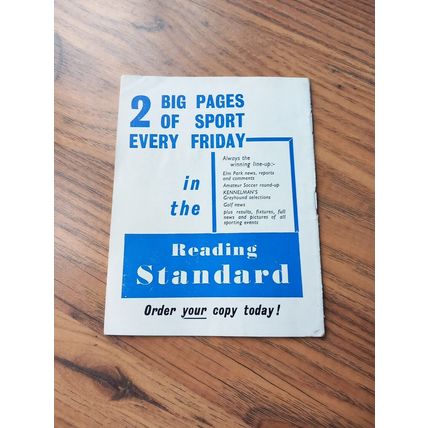 2 BIG PAGES
OF SPORT
EVERY FRIDAY
Always the
winning line-up:-
Elm Park news, reports
and comments
Amateur Soccer round-up
KENNELMAN'S
Greyhound selections
Golf news
plus results, fixtures, full
news and pictures of all
sporting events
in
the
Reading
Standard
Order your copy today!